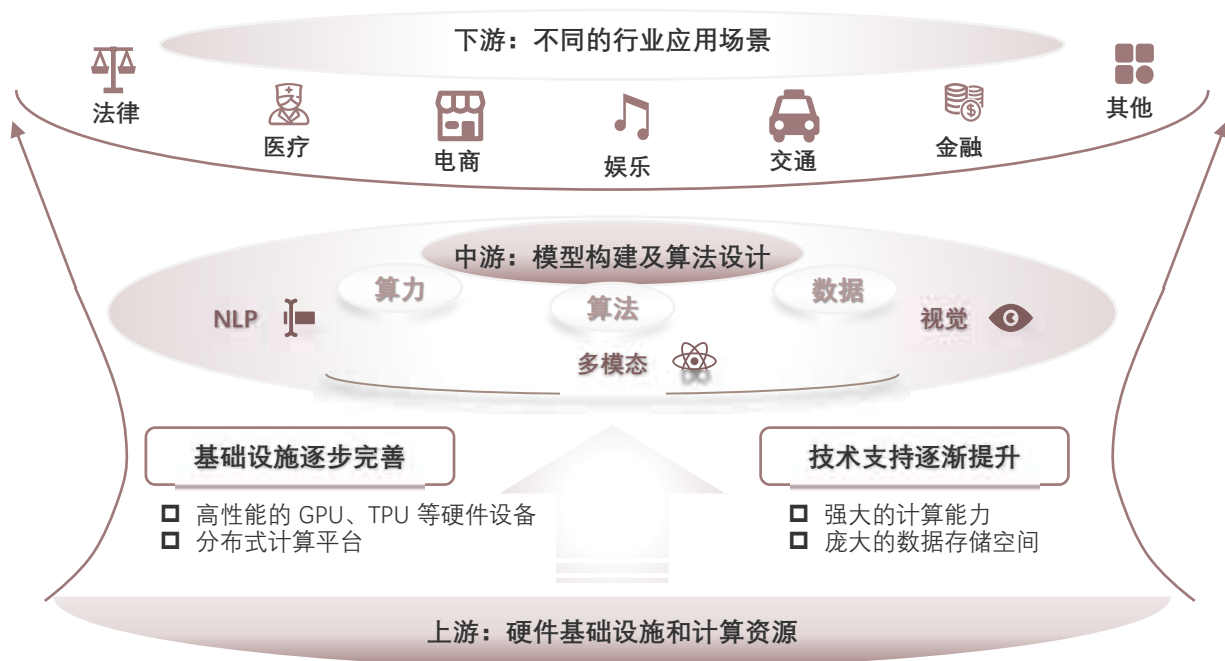 下游：不同的行业应用场景
法律
医疗
电商
娱乐
交通
金融
其他
中游：模型构建及算法设计
算力
算法
数据
NLP
视觉
多模态
基础设施逐步完善
高性能的 GPU、TPU 等硬件设备
分布式计算平台
技术支持逐渐提升
强大的计算能力
庞大的数据存储空间
上游：硬件基础设施和计算资源